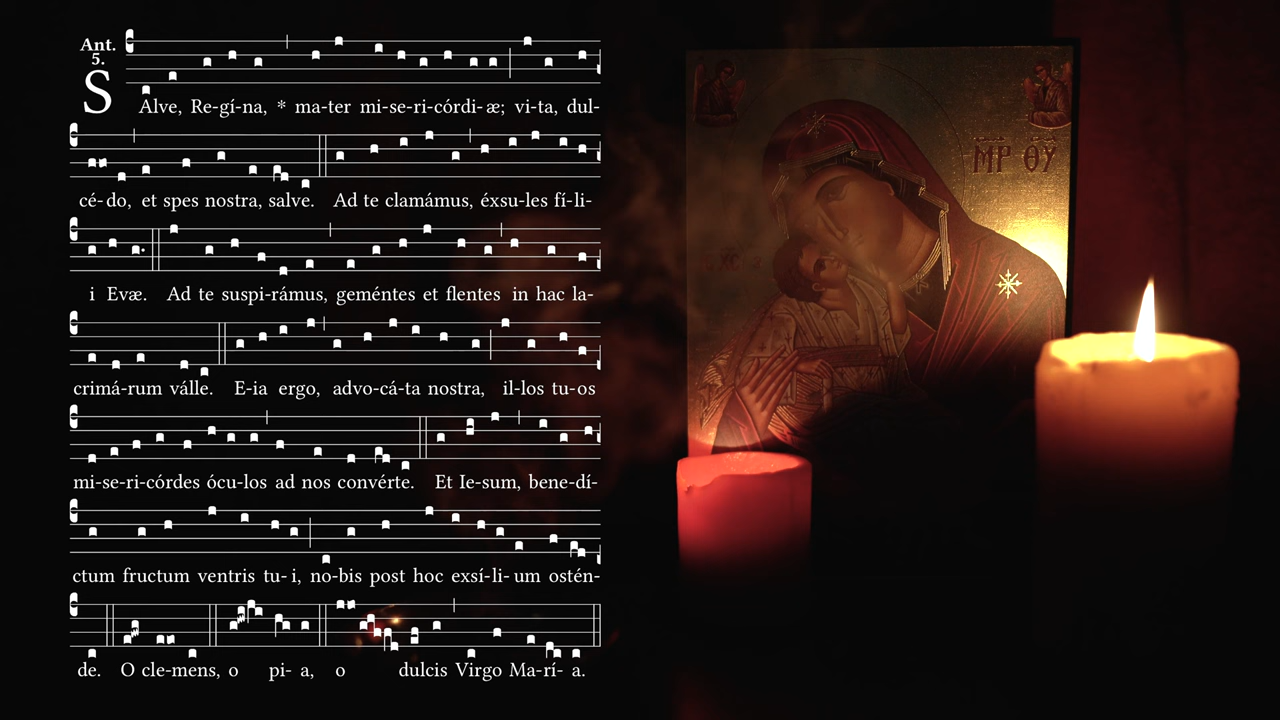 Ant.
5.
SAlve, Re-gí-na, * ma-ter mi-se-ri-córdi-æ; vi-ta, dul-
cé-do, et spes nostra, salve. Ad te clamámus, éxsu-les fí-li-
i Evæ. Ad te suspi-rámus, geméntes et flentes in hac la-
crimá-rum válle. E-ia ergo, advo-cá-ta nostra, il-los tu-os
mi-se-ri-córdes ócu-los ad nos convérte. Et Ie-sum, bene-dí-
ctum fructum ventris tu-i, no-bis post hoc exsí-li-um ostén-
de. O cle-mens, o pi-a, o dulcis Virgo Ma-rí-a.
ΜΡ ΘΥ